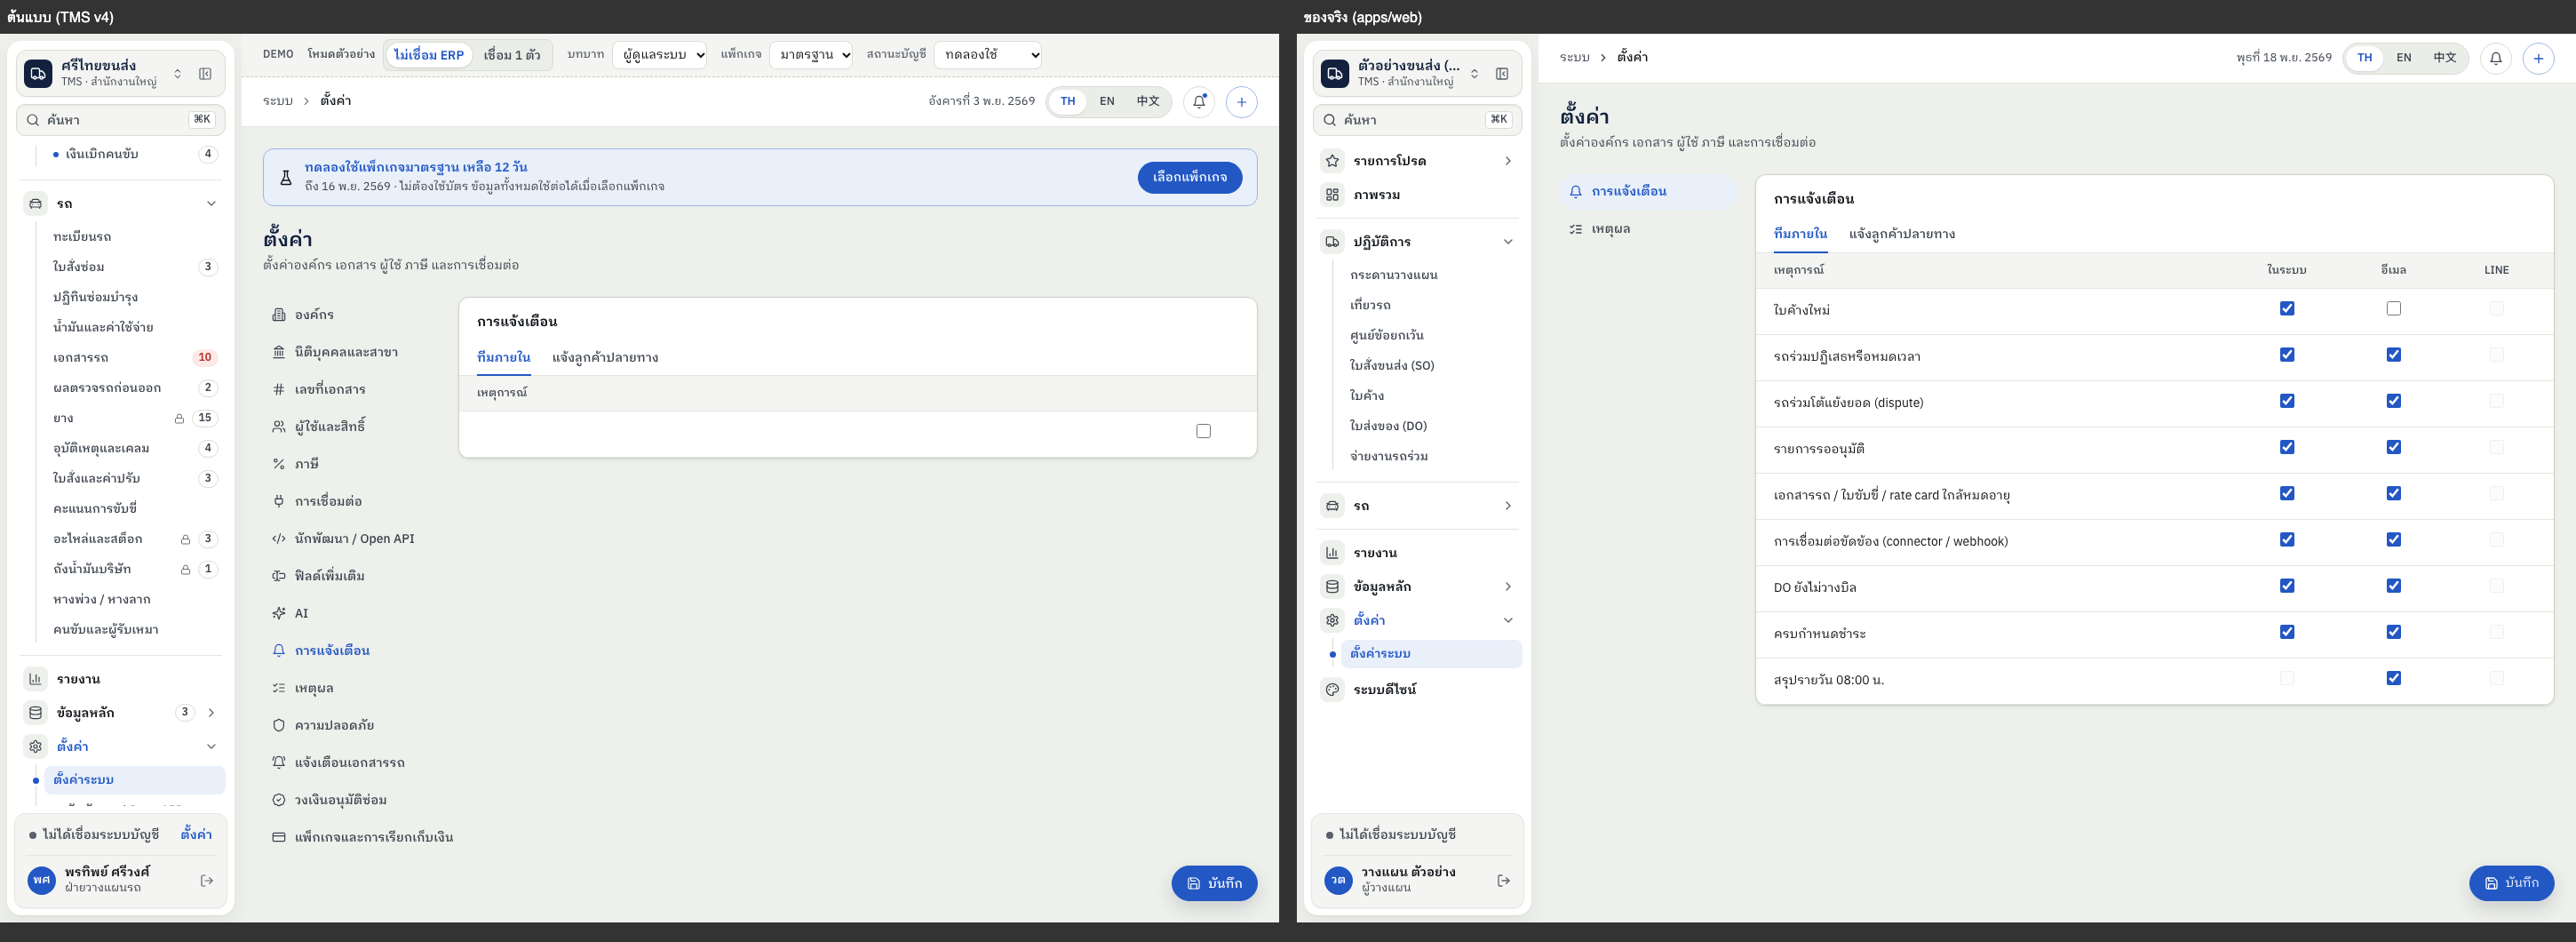 ต้นแบบ (TMS v4)
ศรีไทยขนส่ง
TMS · สำนักงานใหญ่
ค้นหา
⌘K
เงินเบิกคนขับ 4
รถ
ทะเบียนรถ
ใบสั่งซ่อม 3
ปฏิทินซ่อมบำรุง
น้ำมันและค่าใช้จ่าย
เอกสารรถ 10
ผลตรวจรถก่อนออก 2
ยาง 15
อุบัติเหตุและเคลม 4
ใบสั่งและค่าปรับ 3
คะแนนการขับขี่
อะไหล่และสต็อก 3
ถังน้ำมันบริษัท 1
หางพ่วง / หางลาก
คนขับและผู้รับเหมา
รายงาน
ข้อมูลหลัก 3
ตั้งค่า
ตั้งค่าระบบ
ไม่ได้เชื่อมระบบบัญชี ตั้งค่า
พศ
พรทิพย์ ศรีวงศ์
ฝ่ายวางแผนรถ
DEMO โหมดตัวอย่าง ไม่เชื่อม ERP เชื่อม 1 ตัว บทบาท ผู้ดูแลระบบ แพ็กเกจ มาตรฐาน สถานะบัญชี ทดลองใช้
ระบบ > ตั้งค่า
อังคารที่ 3 พ.ย. 2569 TH EN 中文
ทดลองใช้แพ็กเกจมาตรฐาน เหลือ 12 วัน
ถึง 16 พ.ย. 2569 · ไม่ต้องใช้บัตร ข้อมูลทั้งหมดใช้ต่อได้เมื่อเลือกแพ็กเกจ
เลือกแพ็กเกจ
ตั้งค่า
ตั้งค่าองค์กร เอกสาร ผู้ใช้ ภาษี และการเชื่อมต่อ
องค์กร
นิติบุคคลและสาขา
เลขที่เอกสาร
ผู้ใช้และสิทธิ์
ภาษี
การเชื่อมต่อ
นักพัฒนา / Open API
ฟิลด์เพิ่มเติม
AI
การแจ้งเตือน
เหตุผล
ความปลอดภัย
แจ้งเตือนเอกสารรถ
วงเงินอนุมัติซ่อม
แพ็กเกจและการเรียกเก็บเงิน
การแจ้งเตือน
ทีมภายใน แจ้งลูกค้าปลายทาง
เหตุการณ์
บันทึก
ของจริง (apps/web)
ตัวอย่างขนส่ง (...
TMS · สำนักงานใหญ่
ค้นหา
⌘K
รายการโปรด
ภาพรวม
ปฏิบัติการ
กระดานวางแผน
เที่ยวรถ
ศูนย์ข้อยกเว้น
ใบสั่งขนส่ง (SO)
ใบค้าง
ใบส่งของ (DO)
จ่ายงานรถร่วม
รถ
รายงาน
ข้อมูลหลัก
ตั้งค่า
ตั้งค่าระบบ
ระบบดีไซน์
ไม่ได้เชื่อมระบบบัญชี
วต
วางแผน ตัวอย่าง
ผู้วางแผน
ระบบ > ตั้งค่า
พุธที่ 18 พ.ย. 2569 TH EN 中文
ตั้งค่า
ตั้งค่าองค์กร เอกสาร ผู้ใช้ ภาษี และการเชื่อมต่อ
การแจ้งเตือน
เหตุผล
การแจ้งเตือน
ทีมภายใน แจ้งลูกค้าปลายทาง
เหตุการณ์ ในระบบ อีเมล LINE
ใบค้างใหม่
รถร่วมปฏิเสธหรือหมดเวลา
รถร่วมโต้แย้งยอด (dispute)
รายการรออนุมัติ
เอกสารรถ / ใบขับขี่ / rate card ใกล้หมดอายุ
การเชื่อมต่อขัดข้อง (connector / webhook)
DO ยังไม่วางบิล
ครบกำหนดชำระ
สรุปรายวัน 08:00 น.
บันทึก